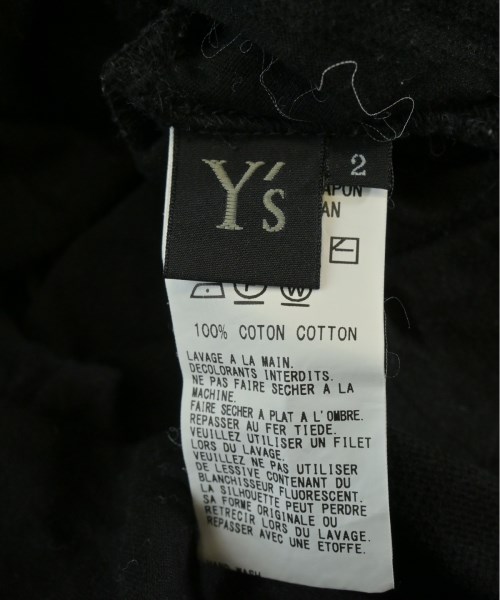 Y's
2
100% COTON COTTON
LAVAGE A LA MAIN.
DECOLORANTS INTERDITS.
NE PAS FAIRE SECHER A LA
MACHINE.
FAIRE SECHER A PLAT A L'OMBRE.
REPASSER AU FER TIEDE.
VEUILLEZ UTILISER UN FILET
LORS DU LAVAGE.
VEUILLEZ NE PAS UTILISER
DE LESSIVE CONTENANT DU
BLANCHISSEUR FLUORESCENT.
LA SILHOUETTE PEUT PERDRE
SA FORME ORIGINALE OU
RETRECIR LORS DU LAVAGE.
REPASSER AVEC UNE ETOFFE.